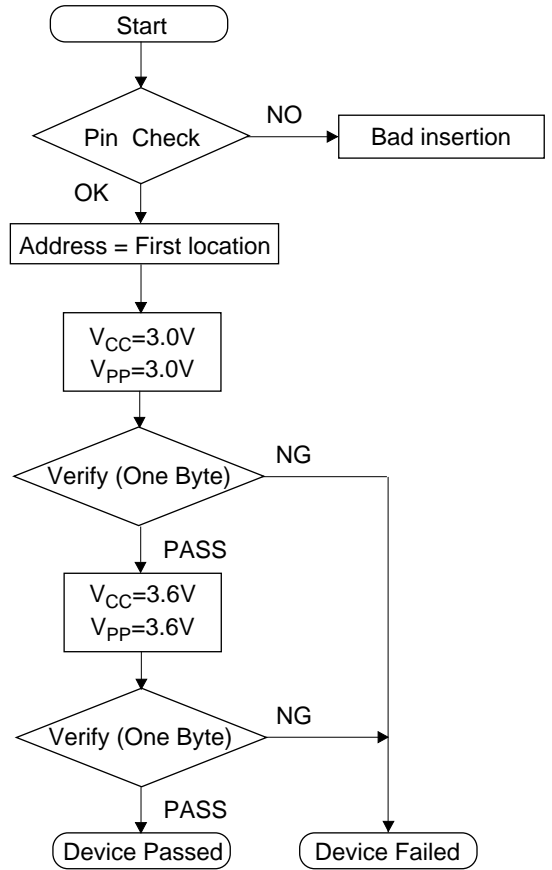 Start
Pin Check
NO
Bad insertion
OK
Address = First location
VCC=3.0V
VPP=3.0V
Verify (One Byte)
NG
PASS
VCC=3.6V
VPP=3.6V
Verify (One Byte)
NG
PASS
Device Passed
Device Failed